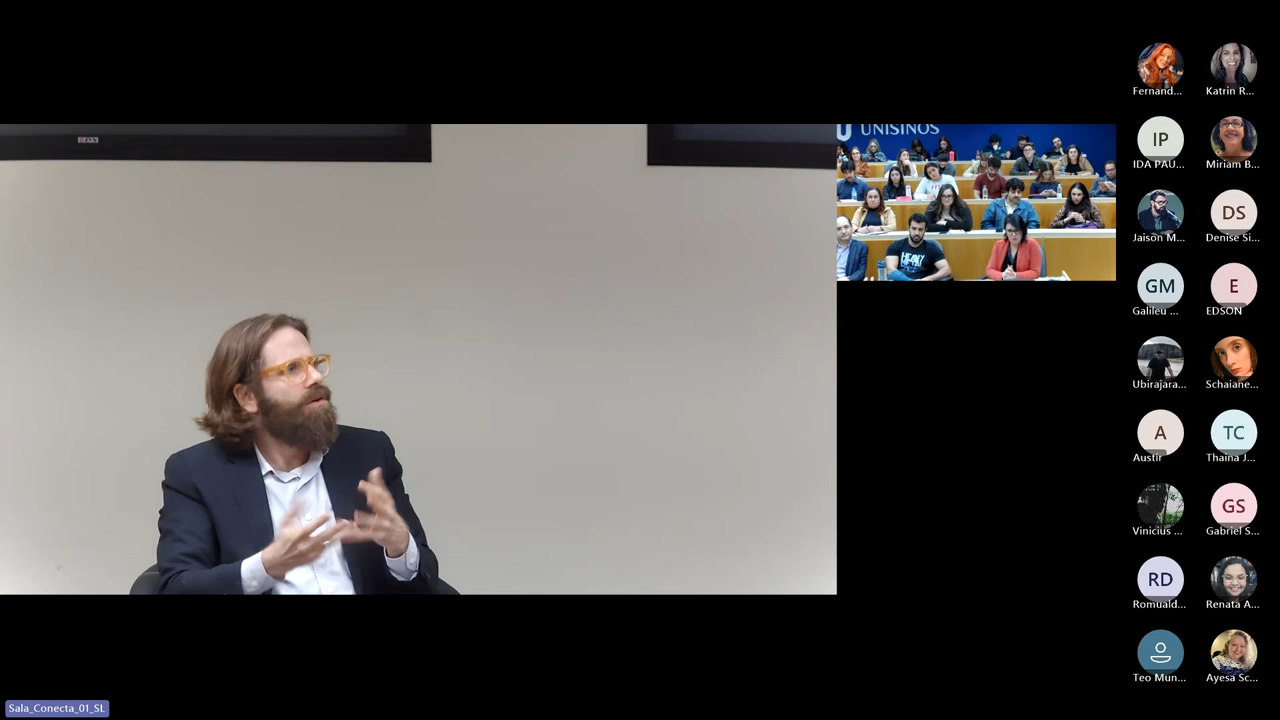 UNISINOS
HEAVY
Fernand...
Katrin R...
IP
IDA PAU...
Miriam B...
Jaison M...
DS
Denise Si...
GM
Galileu ...
E
EDSON
Ubirajara...
Schaiane...
A
Austir
TC
Thaina J...
Vinicius ...
GS
Gabriel S...
RD
Romuald...
Renata A...
Teo Mun...
Ayesa Sc...
Sala_Conecta_01_SL